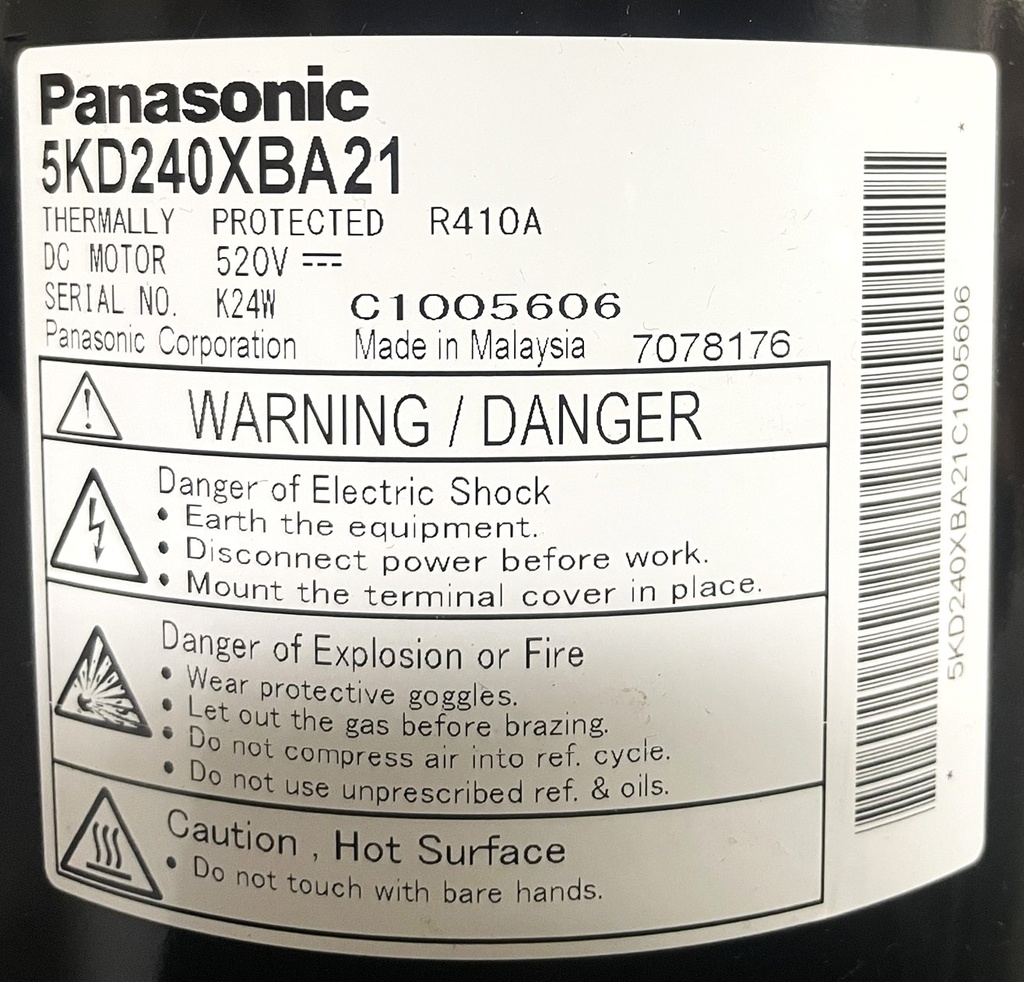 Panasonic
5KD240XBA21
THERMALLY PROTECTED R410A
DC MOTOR 520V ⎓
SERIAL NO. K24W C1005606
Panasonic Corporation Made in Malaysia 7078176
WARNING / DANGER
Danger of Electric Shock
• Earth the equipment.
• Disconnect power before work.
• Mount the terminal cover in place.
Danger of Explosion or Fire
• Wear protective goggles.
• Let out the gas before brazing.
• Do not compress air into ref. cycle.
• Do not use unprescribed ref. & oils.
Caution , Hot Surface
• Do not touch with bare hands.
*5KD240XBA21C1005606*